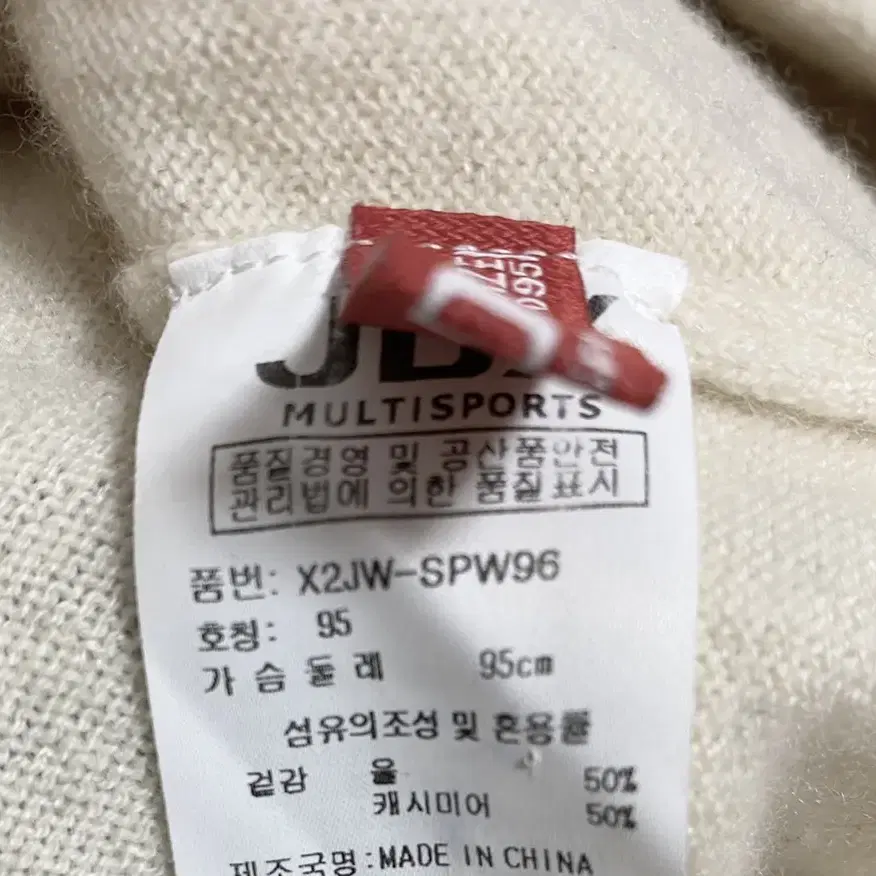 MULTISPORTS
품질경영 및 공산품안전
관리법에 의한 품질표시
품번: X2JW-SPW96
호칭: 95
가슴둘레 95cm
섬유의조성 및 혼용률
겉감 울 50%
캐시미어 50%
제조국명:MADE IN CHINA